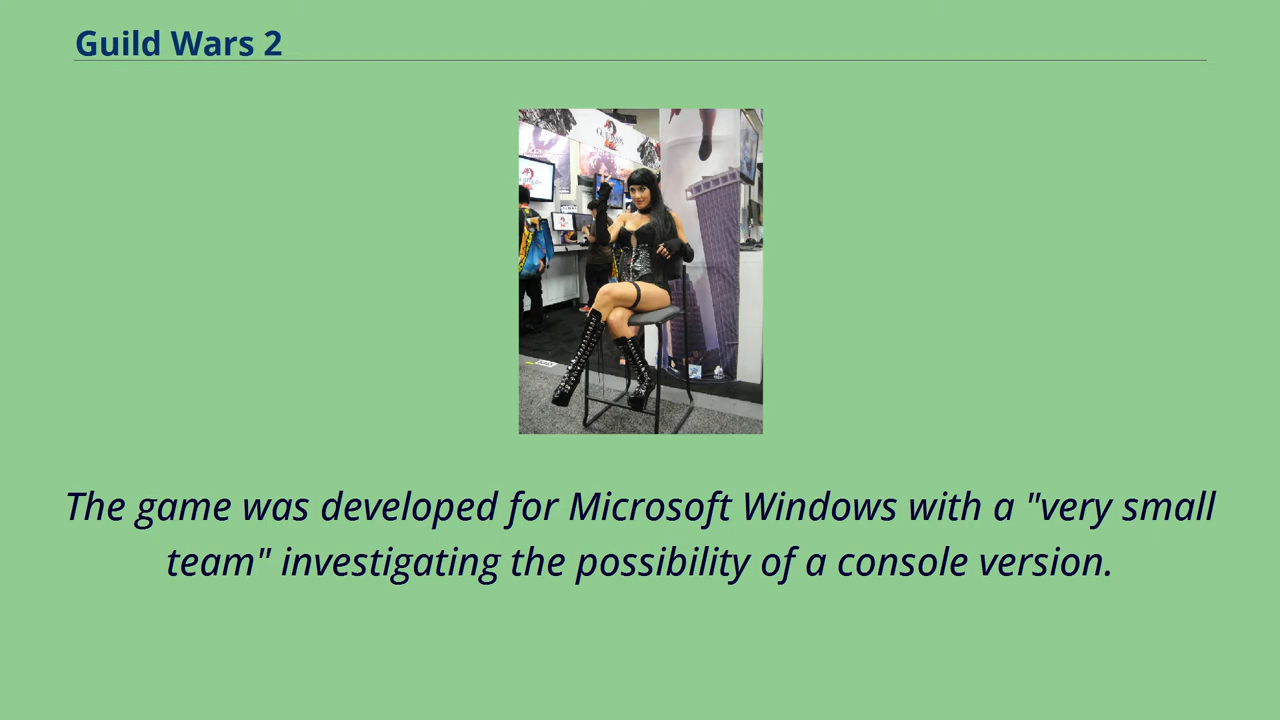 Guild Wars 2
The game was developed for Microsoft Windows with a "very small
team" investigating the possibility of a console version.